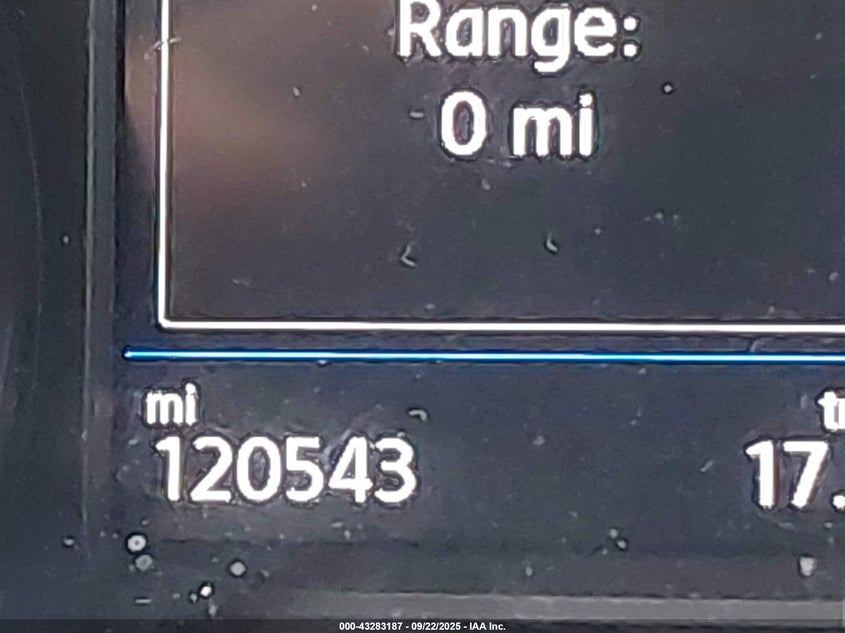 Range:
0 mi
mi
120543
17.
000-43283187 - 09/22/2025 - IAA Inc.